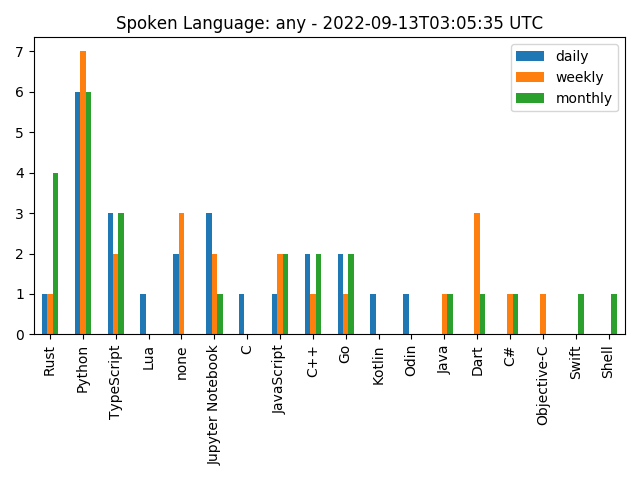 Spoken Language: any - 2022-09-13T03:05:35 UTC
daily
weekly
monthly
7
6
5
4
3
2
1
0
Rust
Python
TypeScript
Lua
none
Jupyter Notebook
C
JavaScript
C++
Go
Kotlin
Odin
Java
Dart
C#
Objective-C
Swift
Shell